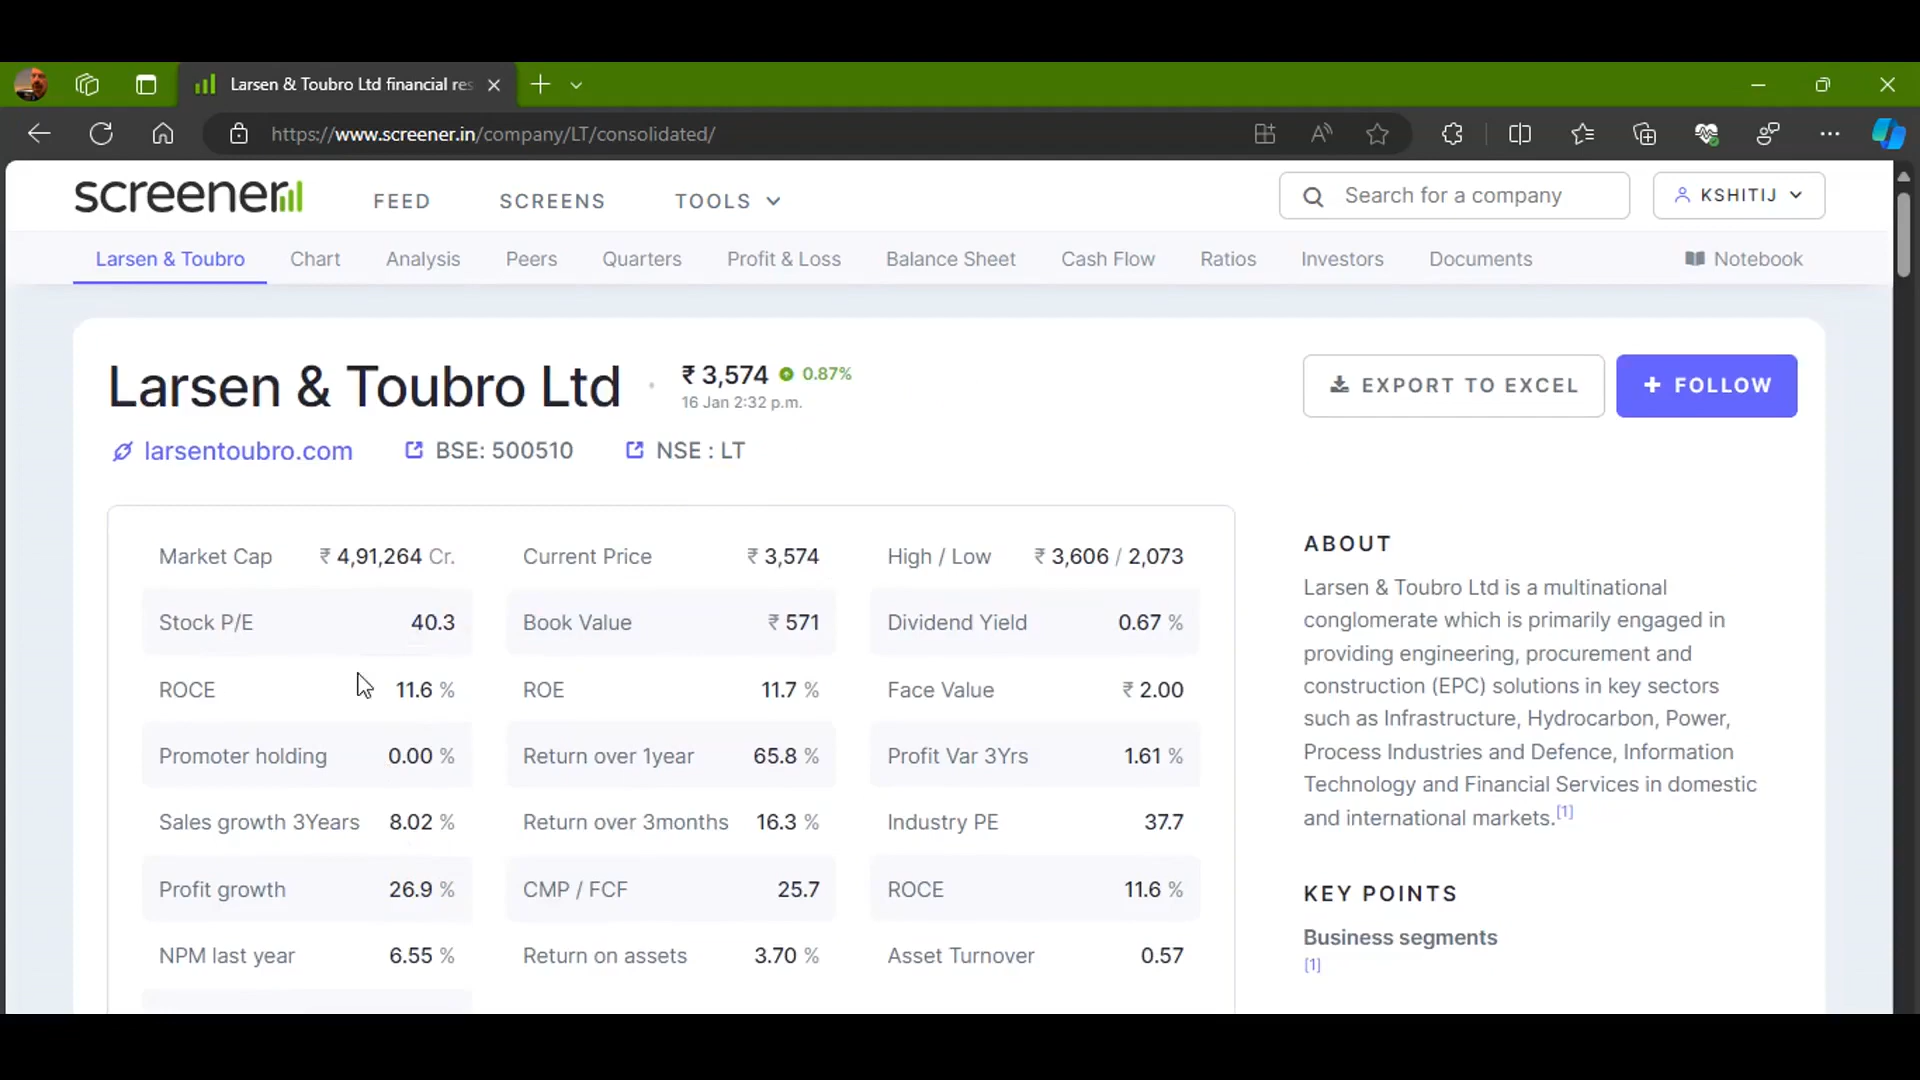 Larsen & Toubro Ltd financial res
https://www.screener.in/company/LT/consolidated/
screener
FEED
SCREENS
TOOLS
Search for a company
KSHITIJ
Larsen & Toubro
Chart
Analysis
Peers
Quarters
Profit & Loss
Balance Sheet
Cash Flow
Ratios
Investors
Documents
Notebook
Larsen & Toubro Ltd
₹ 3,574 0.87%
16 Jan 2:32 p.m.
EXPORT TO EXCEL
+ FOLLOW
larsentoubro.com
BSE: 500510
NSE : LT
Market Cap ₹ 4,91,264 Cr.
Current Price ₹ 3,574
High / Low ₹ 3,606 / 2,073
Stock P/E 40.3
Book Value ₹ 571
Dividend Yield 0.67 %
ROCE 11.6 %
ROE 11.7 %
Face Value ₹ 2.00
Promoter holding 0.00 %
Return over 1year 65.8 %
Profit Var 3Yrs 1.61 %
Sales growth 3Years 8.02 %
Return over 3months 16.3 %
Industry PE 37.7
Profit growth 26.9 %
CMP / FCF 25.7
ROCE 11.6 %
NPM last year 6.55 %
Return on assets 3.70 %
Asset Turnover 0.57
ABOUT
Larsen & Toubro Ltd is a multinational
conglomerate which is primarily engaged in
providing engineering, procurement and
construction (EPC) solutions in key sectors
such as Infrastructure, Hydrocarbon, Power,
Process Industries and Defence, Information
Technology and Financial Services in domestic
and international markets.[1]
KEY POINTS
Business segments
[1]